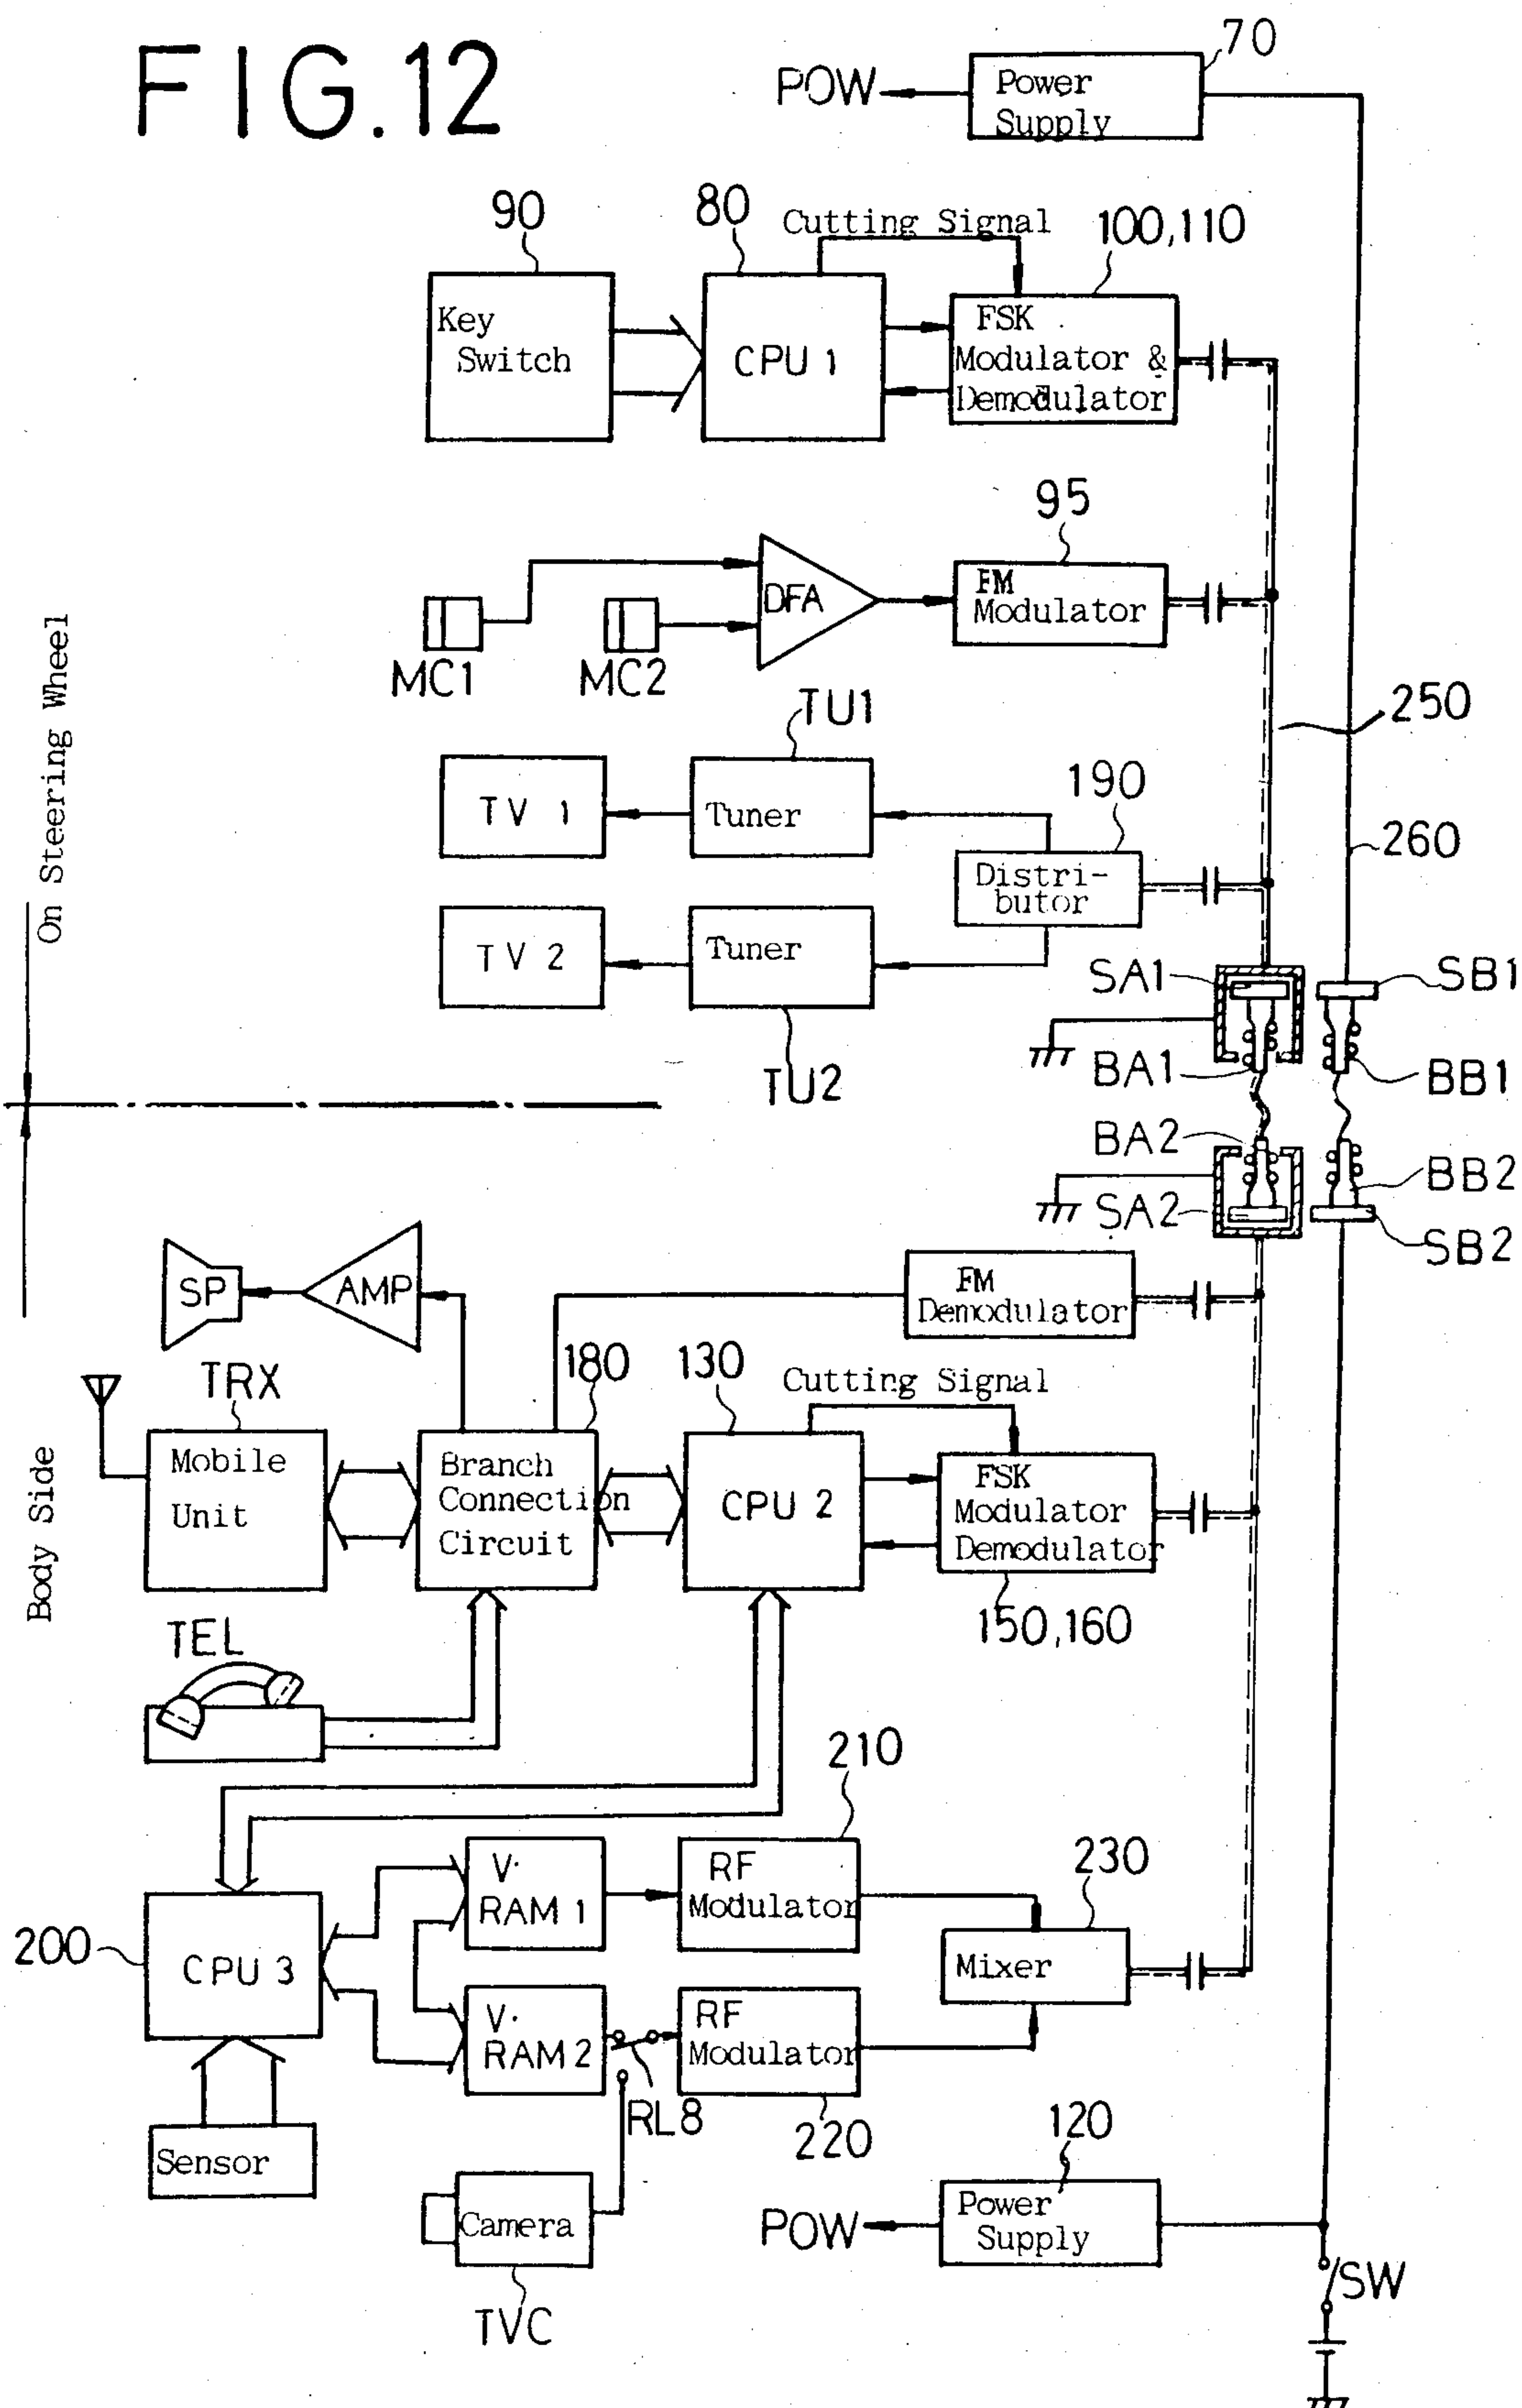 FIG.12
70
POW
Power
Supply
90
80
Cutting Signal
100,110
Key
Switch
CPU 1
FSK
Modulator &
Demodulator
95
DFA
FM
Modulator
MC1
MC2
On Steering Wheel
TU1
250
TV 1
Tuner
190
260
Distri-
butor
TV 2
Tuner
SA1
SB1
TU2
BA1
BB1
BA2
BB2
SA2
SB2
SP
AMP
FM
Demodulator
TRX
180
130
Cutting Signal
Body Side
Mobile
Unit
Branch
Connection
Circuit
CPU 2
FSK
Modulator
Demodulator
150,160
TEL
210
V.
RAM 1
RF
Modulator
230
200
CPU 3
Mixer
V.
RAM 2
RF
Modulator
RL8
220
120
Sensor
Camera
POW
Power
Supply
SW
TVC